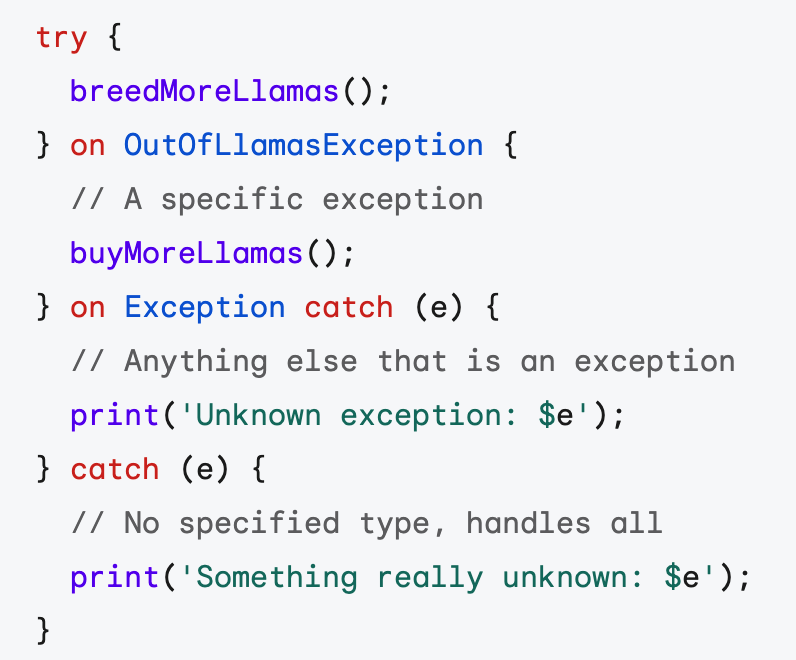 try {
  breedMoreLlamas();
} on OutOfLlamasException {
  // A specific exception
  buyMoreLlamas();
} on Exception catch (e) {
  // Anything else that is an exception
  print('Unknown exception: $e');
} catch (e) {
  // No specified type, handles all
  print('Something really unknown: $e');
}